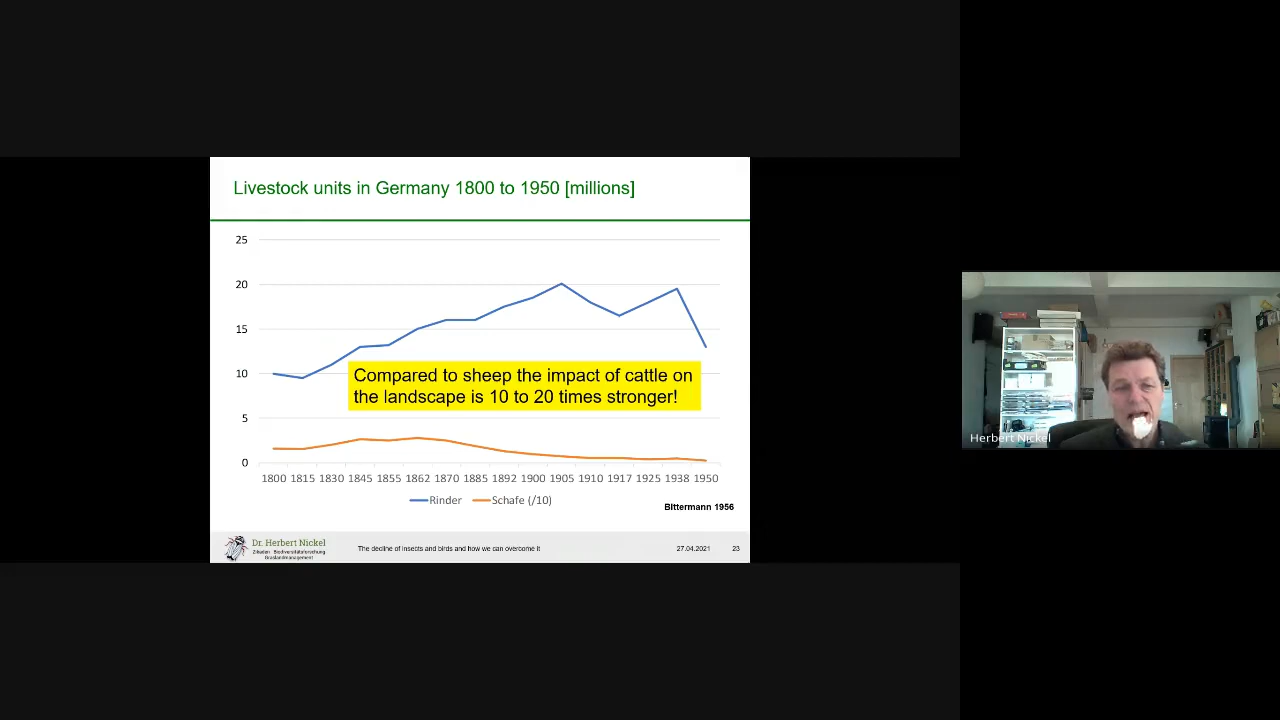 Livestock units in Germany 1800 to 1950 [millions]
25
20
15
10
5
0
Compared to sheep the impact of cattle on
the landscape is 10 to 20 times stronger!
1800 1815 1830 1845 1855 1862 1870 1885 1892 1900 1905 1910 1917 1925 1938 1950
Rinder Schafe (/10)
Bittermann 1956
Dr. Herbert Nickel
Zikaden Biodiversitätsforschung
Graslandmanagement
The decline of insects and birds and how we can overcome it
27.04.2021 23
Herbert Nickel